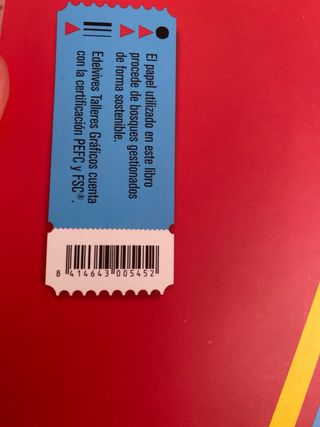 El papel utilizado en este libro
procede de bosques gestionados
de forma sostenible.
Edelvives Talleres Gráficos cuenta
con la certificación PEFC y FSC®.
8 414643 005452